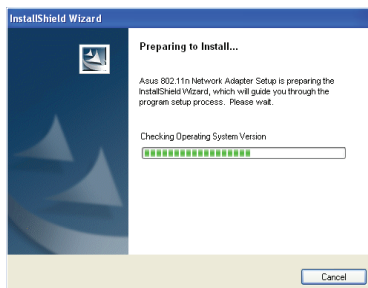 InstallShield Wizard
Preparing to Install...
Asus 802.11n Network Adapter Setup is preparing the
InstallShield Wizard, which will guide you through the
program setup process. Please wait.
Checking Operating System Version
Cancel